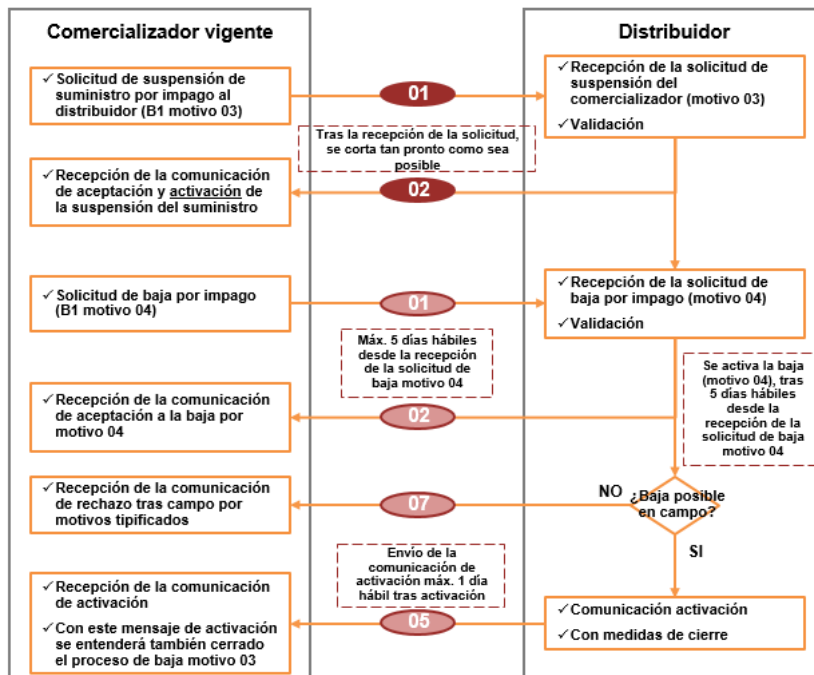 Comercializador vigente
Distribuidor
✓ Solicitud de suspensión de
suministro por impago al
distribuidor (B1 motivo 03)
01
✓ Recepción de la solicitud de
suspensión del
comercializador (motivo 03)
✓ Validación
Tras la recepción de la solicitud,
se corta tan pronto como sea
posible
✓ Recepción de la comunicación
de aceptación y activación de
la suspensión del suministro
02
✓ Solicitud de baja por impago
(B1 motivo 04)
01
✓ Recepción de la solicitud de
baja por impago (motivo 04)
✓ Validación
Máx. 5 días hábiles
desde la recepción
de la solicitud de
baja motivo 04
Se activa la baja
(motivo 04), tras
5 días hábiles
desde la
recepción de la
solicitud de baja
motivo 04
✓ Recepción de la comunicación
de aceptación a la baja por
motivo 04
02
✓ Recepción de la comunicación
de rechazo tras campo por
motivos tipificados
07
NO
¿Baja posible
en campo?
SI
Envío de la
comunicación de
activación máx. 1 día
hábil tras activación
✓ Recepción de la comunicación
de activación
✓ Con este mensaje de activación
se entenderá también cerrado
el proceso de baja motivo 03
05
✓ Comunicación activación
✓ Con medidas de cierre